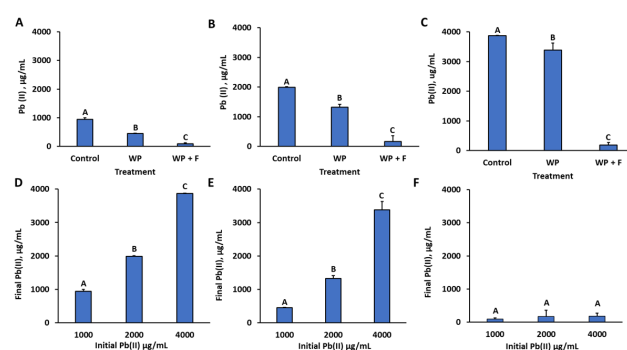 A
Pb (II) , µg/mL
4000
3000
2000
1000
0
A
B
C
Control WP WP + F
Treatment
B
Pb (II) , µg/mL
4000
3000
2000
1000
0
A
B
C
Control WP WP + F
Treatment
C
Pb(II), ug/mL
4000
3000
2000
1000
0
A
B
C
Control WP WP + F
Treatment
D
Final Pb(II), µg/mL
4000
3000
2000
1000
0
A
B
C
1000 2000 4000
Initial Pb(II) µg/mL
E
Final Pb(II), µg/mL
4000
3000
2000
1000
0
A
B
C
1000 2000 4000
Initial Pb(II) µg/mL
F
Final Pb(II), µg/mL
4000
3000
2000
1000
0
A A A
1000 2000 4000
Initial Pb(II) µg/mL